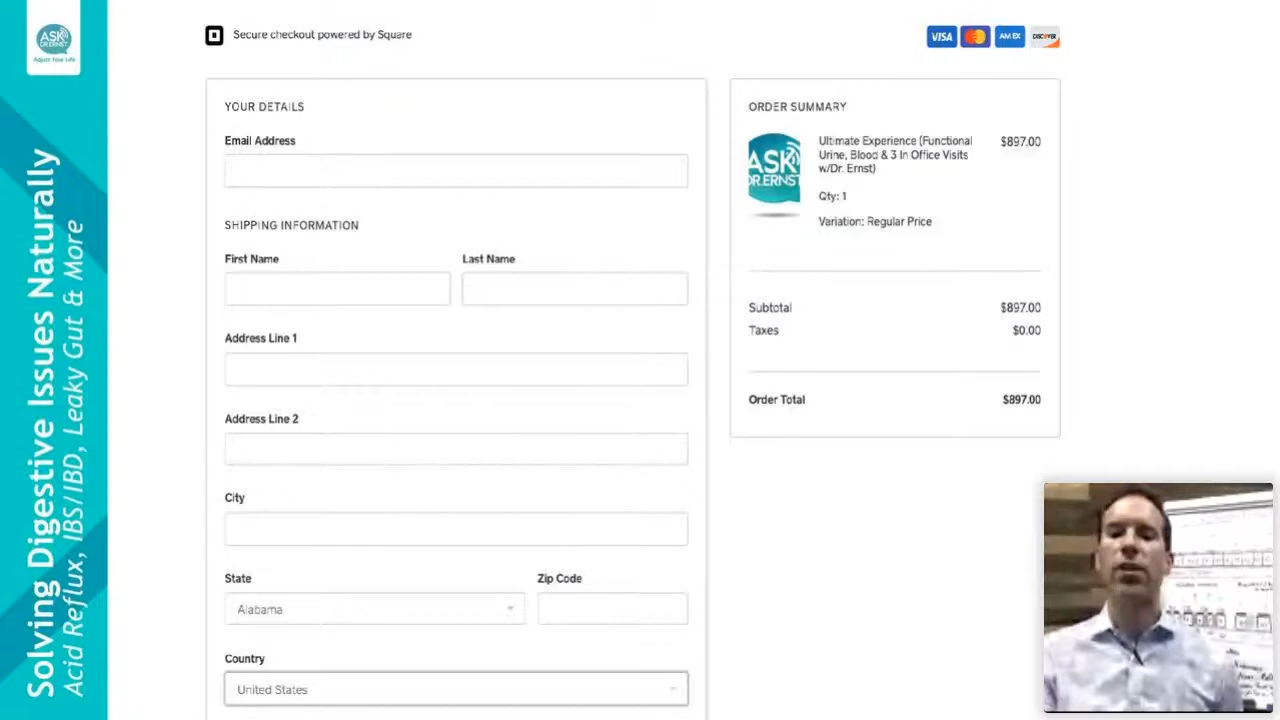 ASK
DR.ERNST
Adjust Your Life
Solving Digestive Issues Naturally
Acid Reflux, IBS/IBD, Leaky Gut & More
Secure checkout powered by Square
VISA
AM EX
DISCOVER
YOUR DETAILS
Email Address
SHIPPING INFORMATION
First Name
Last Name
Address Line 1
Address Line 2
City
State
Zip Code
Alabama
Country
United States
ORDER SUMMARY
ASK
DR.ERNST
Ultimate Experience (Functional
Urine, Blood & 3 In Office Visits
w/Dr. Ernst)
$897.00
Qty: 1
Variation: Regular Price
Subtotal $897.00
Taxes $0.00
Order Total $897.00